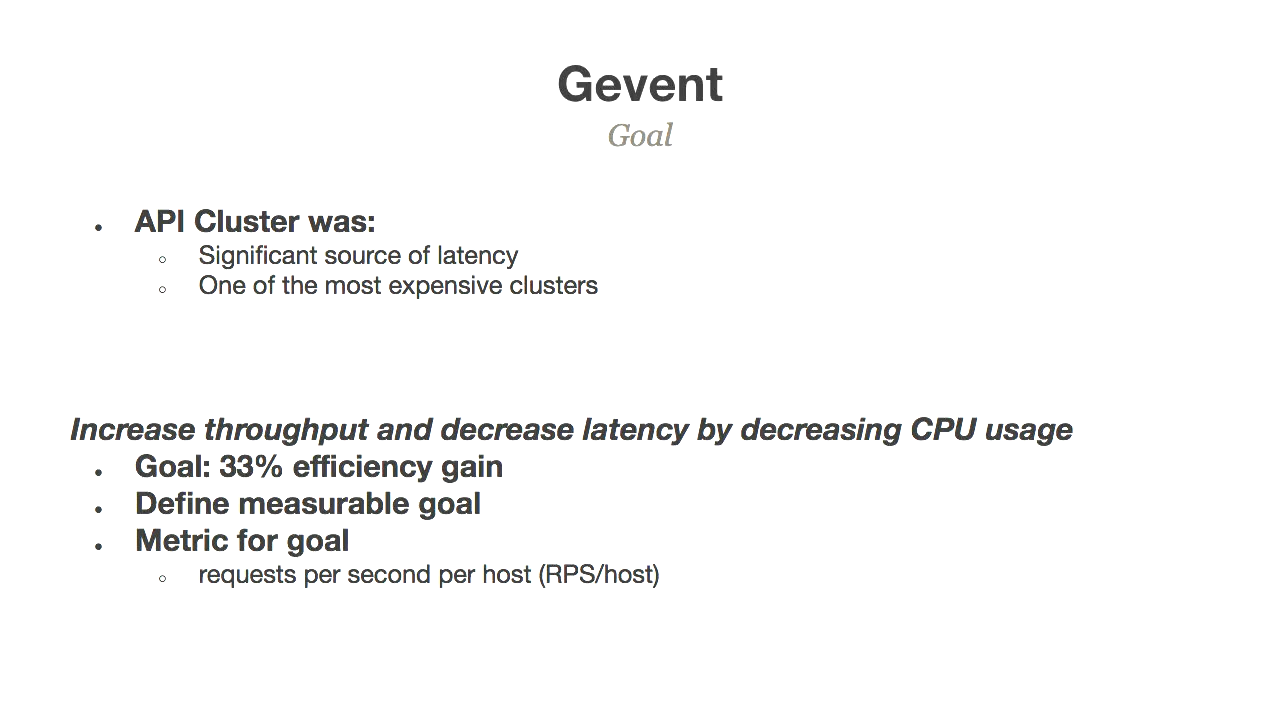 Gevent
Goal
• API Cluster was:
○ Significant source of latency
○ One of the most expensive clusters
Increase throughput and decrease latency by decreasing CPU usage
• Goal: 33% efficiency gain
• Define measurable goal
• Metric for goal
○ requests per second per host (RPS/host)